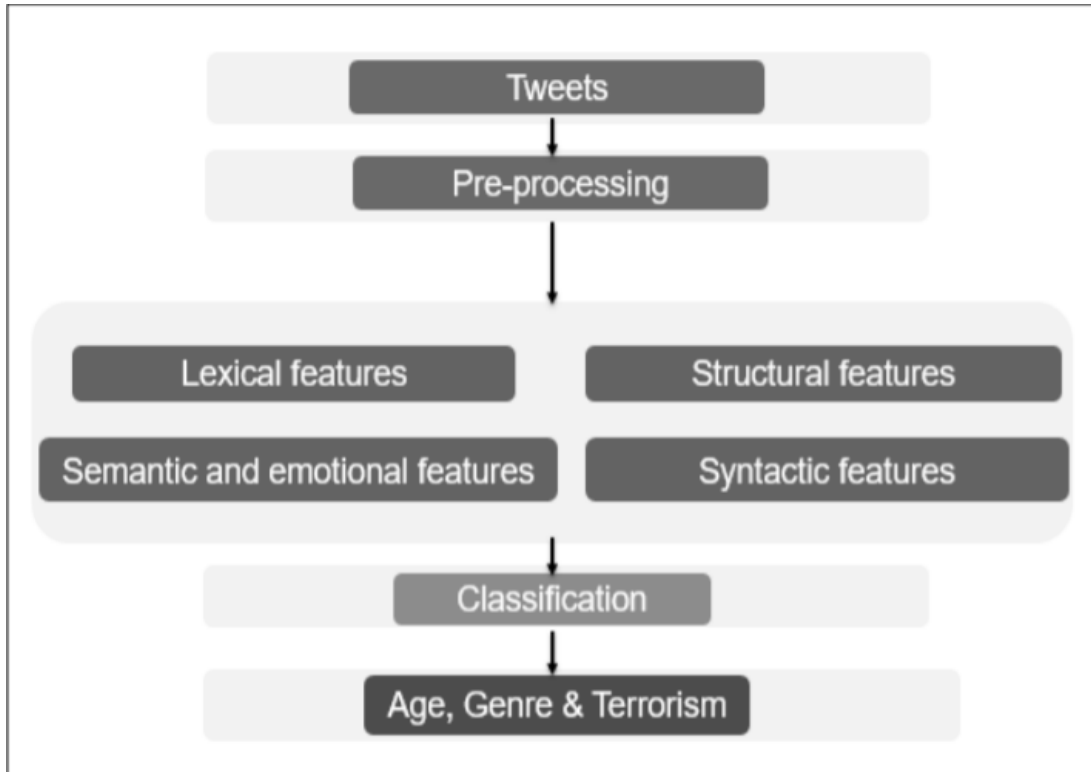 Tweets
Pre-processing
Lexical features
Structural features
Semantic and emotional features
Syntactic features
Classification
Age, Genre & Terrorism